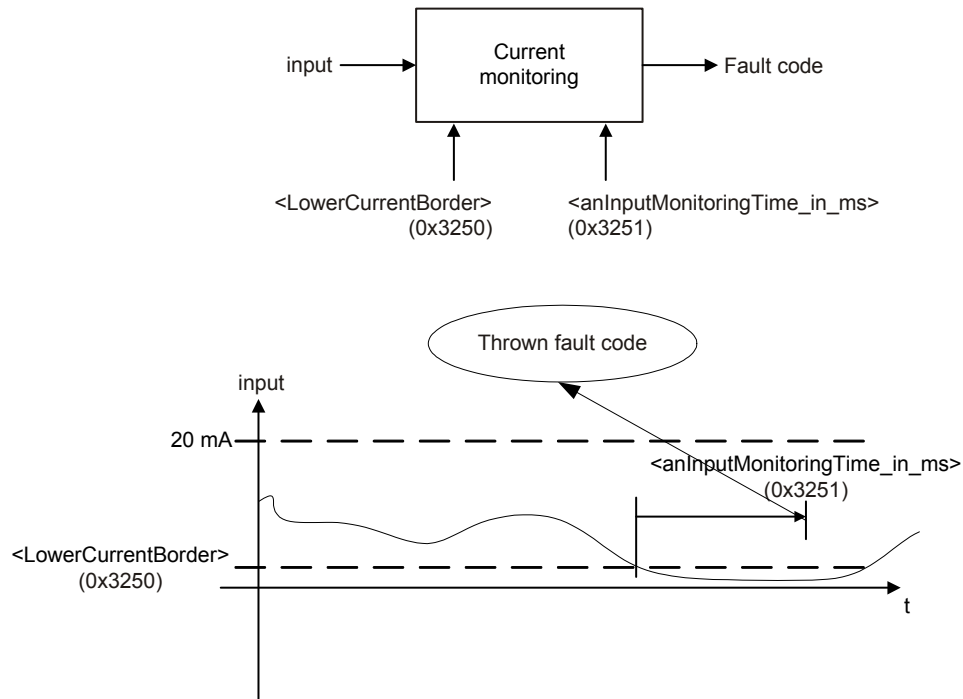 Current
monitoring
input
Fault code
<LowerCurrentBorder>
(0x3250)
<anInputMonitoringTime_in_ms>
(0x3251)
Thrown fault code
input
20 mA
<anInputMonitoringTime_in_ms>
(0x3251)
<LowerCurrentBorder>
(0x3250)
t